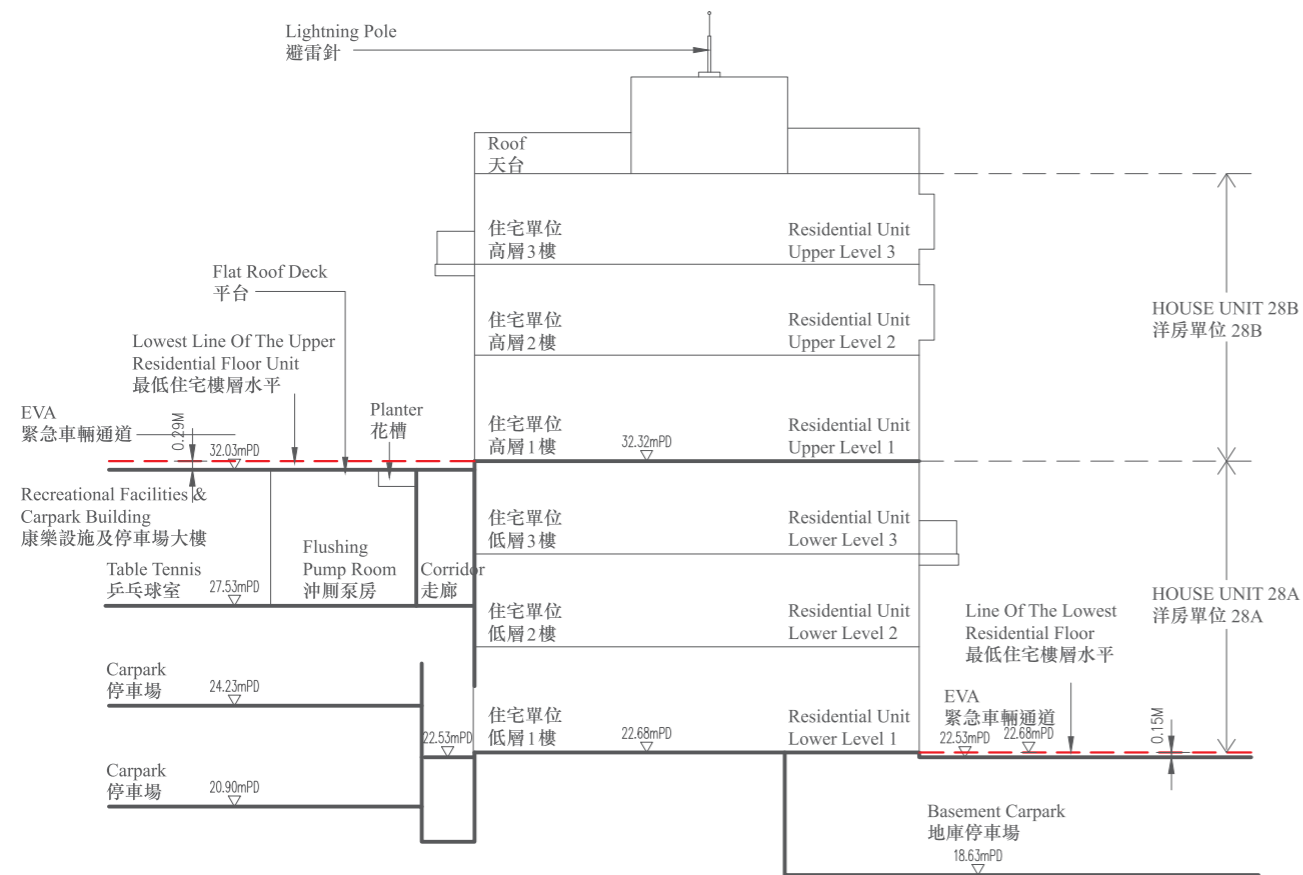 Lightning Pole
避雷針
Roof
天台
住宅單位
高層3樓
Residential Unit
Upper Level 3
Flat Roof Deck
平台
住宅單位
高層2樓
Residential Unit
Upper Level 2
HOUSE UNIT 28B
洋房單位 28B
Lowest Line Of The Upper
Residential Floor Unit
最低住宅樓層水平
EVA
緊急車輛通道
0.29M
32.03mPD
Planter
花槽
住宅單位
高層1樓
32.32mPD
Residential Unit
Upper Level 1
Recreational Facilities &
Carpark Building
康樂設施及停車場大樓
住宅單位
低層3樓
Residential Unit
Lower Level 3
Table Tennis
乒乓球室
27.53mPD
Flushing
Pump Room
沖厠泵房
Corridor
走廊
住宅單位
低層2樓
Residential Unit
Lower Level 2
HOUSE UNIT 28A
洋房單位 28A
Line Of The Lowest
Residential Floor
最低住宅樓層水平
Carpark
停車場
24.23mPD
22.53mPD
住宅單位
低層1樓
22.68mPD
Residential Unit
Lower Level 1
EVA
緊急車輛通道
22.53mPD
22.68mPD
0.15M
Carpark
停車場
20.90mPD
Basement Carpark
地庫停車場
18.63mPD